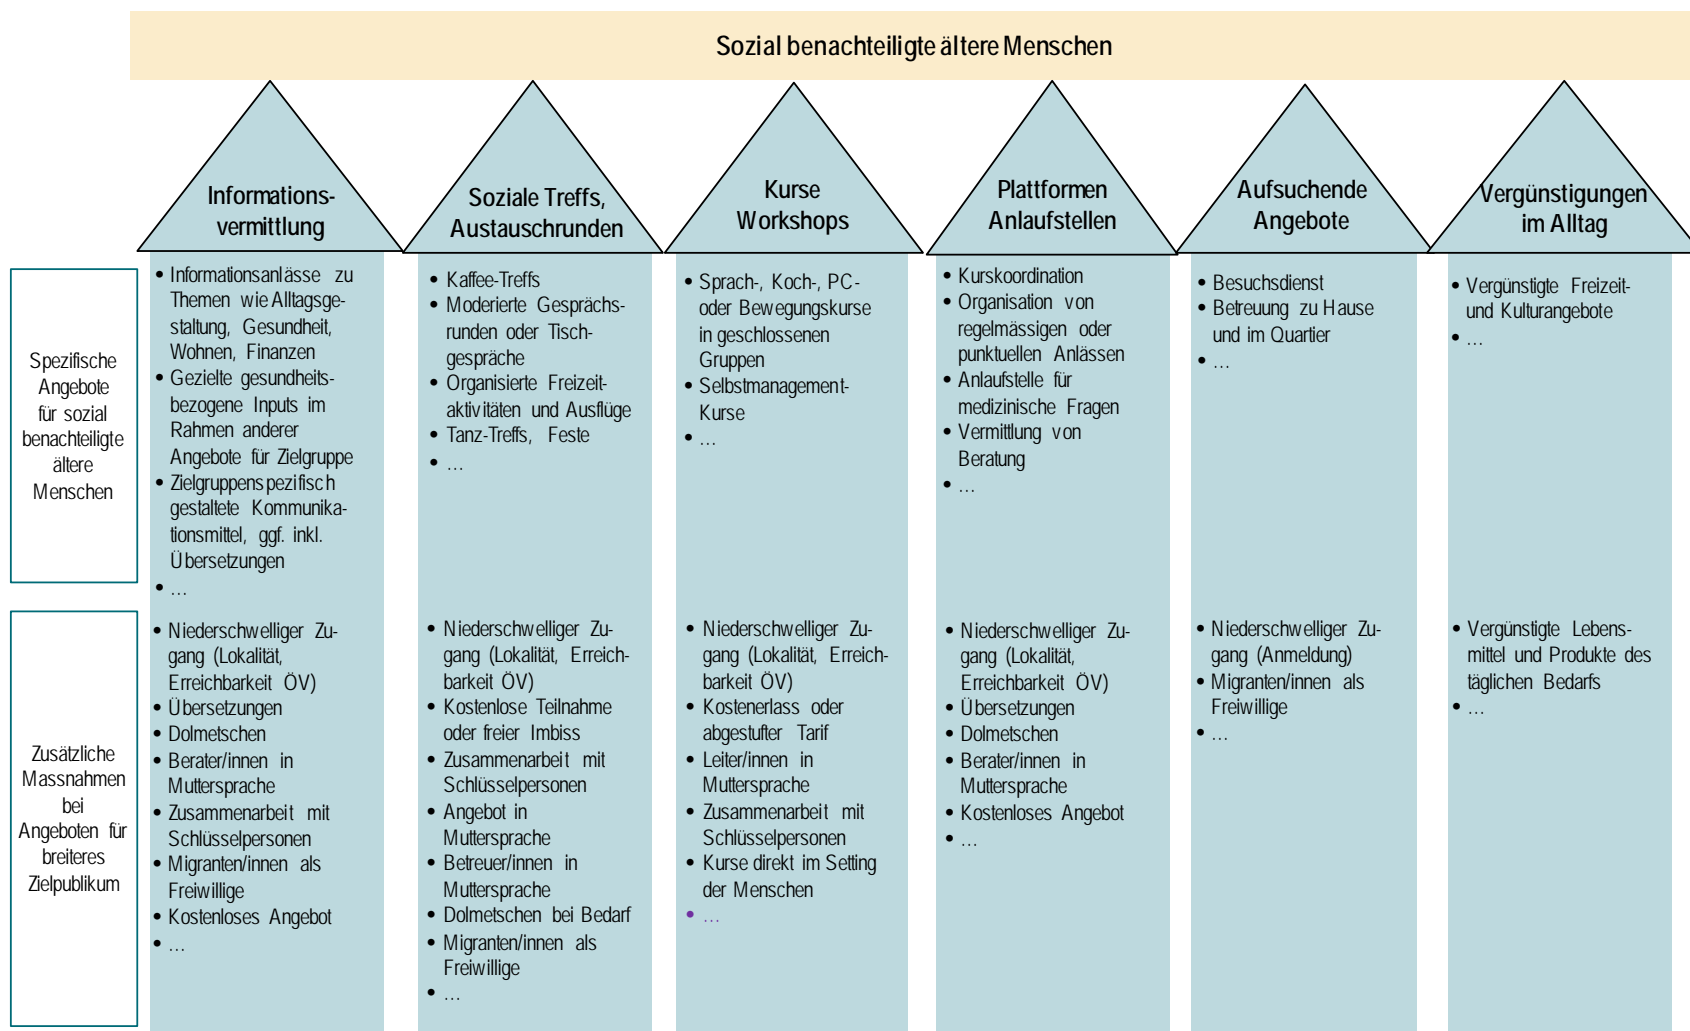 Sozial benachteiligte ältere Menschen
Informations-
vermittlung
Soziale Treffs,
Austauschrunden
Kurse
Workshops
Plattformen
Anlaufstellen
Aufsuchende
Angebote
Vergünstigungen
im Alltag
Spezifische
Angebote
für sozial
benachteiligte
ältere
Menschen
• Informationsanlässe zu
Themen wie Alltagsge-
staltung, Gesundheit,
Wohnen, Finanzen
• Gezielte gesundheits-
bezogene Inputs im
Rahmen anderer
Angebote für Zielgruppe
• Zielgruppenspezifisch
gestaltete Kommunika-
tionsmittel, ggf. inkl.
Übersetzungen
• …
• Kaffee-Treffs
• Moderierte Gesprächs-
runden oder Tisch-
gespräche
• Organisierte Freizeit-
aktivitäten und Ausflüge
• Tanz-Treffs, Feste
• …
• Sprach-, Koch-, PC-
oder Bewegungskurse
in geschlossenen
Gruppen
• Selbstmanagement-
Kurse
• …
• Kurskoordination
• Organisation von
regelmässigen oder
punktuellen Anlässen
• Anlaufstelle für
medizinische Fragen
• Vermittlung von
Beratung
• …
• Besuchsdienst
• Betreuung zu Hause
und im Quartier
• …
• Vergünstigte Freizeit-
und Kulturangebote
• …
Zusätzliche
Massnahmen
bei
Angeboten für
breiteres
Zielpublikum
• Niederschwelliger Zu-
gang (Lokalität,
Erreichbarkeit ÖV)
• Übersetzungen
• Dolmetschen
• Berater/innen in
Muttersprache
• Zusammenarbeit mit
Schlüsselpersonen
• Migranten/innen als
Freiwillige
• Kostenloses Angebot
• …
• Niederschwelliger Zu-
gang (Lokalität, Erreich-
barkeit ÖV)
• Kostenlose Teilnahme
oder freier Imbiss
• Zusammenarbeit mit
Schlüsselpersonen
• Angebot in
Muttersprache
• Betreuer/innen in
Muttersprache
• Dolmetschen bei Bedarf
• Migranten/innen als
Freiwillige
• …
• Niederschwelliger Zu-
gang (Lokalität, Erreich-
barkeit ÖV)
• Kostenerlass oder
abgestufter Tarif
• Leiter/innen in
Muttersprache
• Zusammenarbeit mit
Schlüsselpersonen
• Kurse direkt im Setting
der Menschen
• …
• Niederschwelliger Zu-
gang (Lokalität,
Erreichbarkeit ÖV)
• Übersetzungen
• Dolmetschen
• Berater/innen in
Muttersprache
• Kostenloses Angebot
• …
• Niederschwelliger Zu-
gang (Anmeldung)
• Migranten/innen als
Freiwillige
• …
• Vergünstigte Lebens-
mittel und Produkte des
täglichen Bedarfs
• …